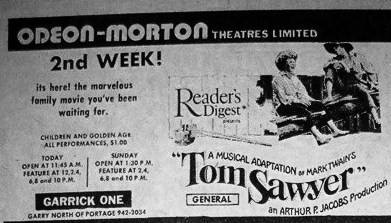 ODEON-MORTON THEATRES LIMITED
2nd WEEK!
its here! the marvelous
family movie you've been
waiting for.
CHILDREN AND GOLDEN AGE
ALL PERFORMANCES, $1.00
TODAY
OPEN AT 11:45 A.M.
FEATURE AT 12,2,4,
6,8 and 10 P.M.
SUNDAY
OPEN AT 1:30 P.M.
FEATURE AT 2,4,
6,8 and 10 P.M.
GARRICK ONE
GARRY NORTH OF PORTAGE 942-2034
Reader's
Digest
presents
A MUSICAL ADAPTATION OF MARK TWAIN'S
"Tom Sawyer"
GENERAL
an ARTHUR P. JACOBS Production